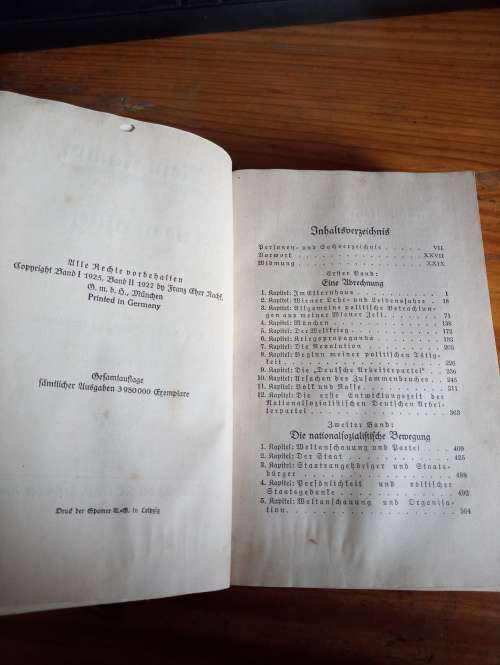 Alle Rechte vorbehalten
Copyright Band I 1925, Band II 1927 by Franz Eher Nachf.
G. m. b. H., München
Printed in Germany
Gesamtauflage
sämtlicher Ausgaben 3950000 Exemplare
Druck der Spamer A.-G. in Leipzig
Inhaltsverzeichnis
Personen- und Sachverzeichnis . . . . . VII
Vorwort . . . . . XXVII
Widmung . . . . . XXIX
Erster Band:
Eine Abrechnung
1. Kapitel: Im Elternhaus . . . . . 1
2. Kapitel: Wiener Lehr- und Leidensjahre . 18
3. Kapitel: Allgemeine politische Betrachtun-
gen aus meiner Wiener Zeit . . . . . 71
4. Kapitel: München . . . . . 138
5. Kapitel: Der Weltkrieg . . . . . 172
6. Kapitel: Kriegspropaganda . . . . . 193
7. Kapitel: Die Revolution . . . . . 205
8. Kapitel: Beginn meiner politischen Tätig-
keit . . . . . 226
9. Kapitel: Die „Deutsche Arbeiterpartei“ . . 236
10. Kapitel: Ursachen des Zusammenbruches . 245
11. Kapitel: Volk und Rasse . . . . . 311
12. Kapitel: Die erste Entwicklungszeit der
Nationalsozialistischen Deutschen Arbei-
terpartei . . . . . 363
Zweiter Band:
Die nationalsozialistische Bewegung
1. Kapitel: Weltanschauung und Partei . . . 409
2. Kapitel: Der Staat . . . . . 425
3. Kapitel: Staatsangehöriger und Staats-
bürger . . . . . 488
4. Kapitel: Persönlichkeit und völkischer
Staatsgedanke . . . . . 492
5. Kapitel: Weltanschauung und Organisa-
tion . . . . . 504